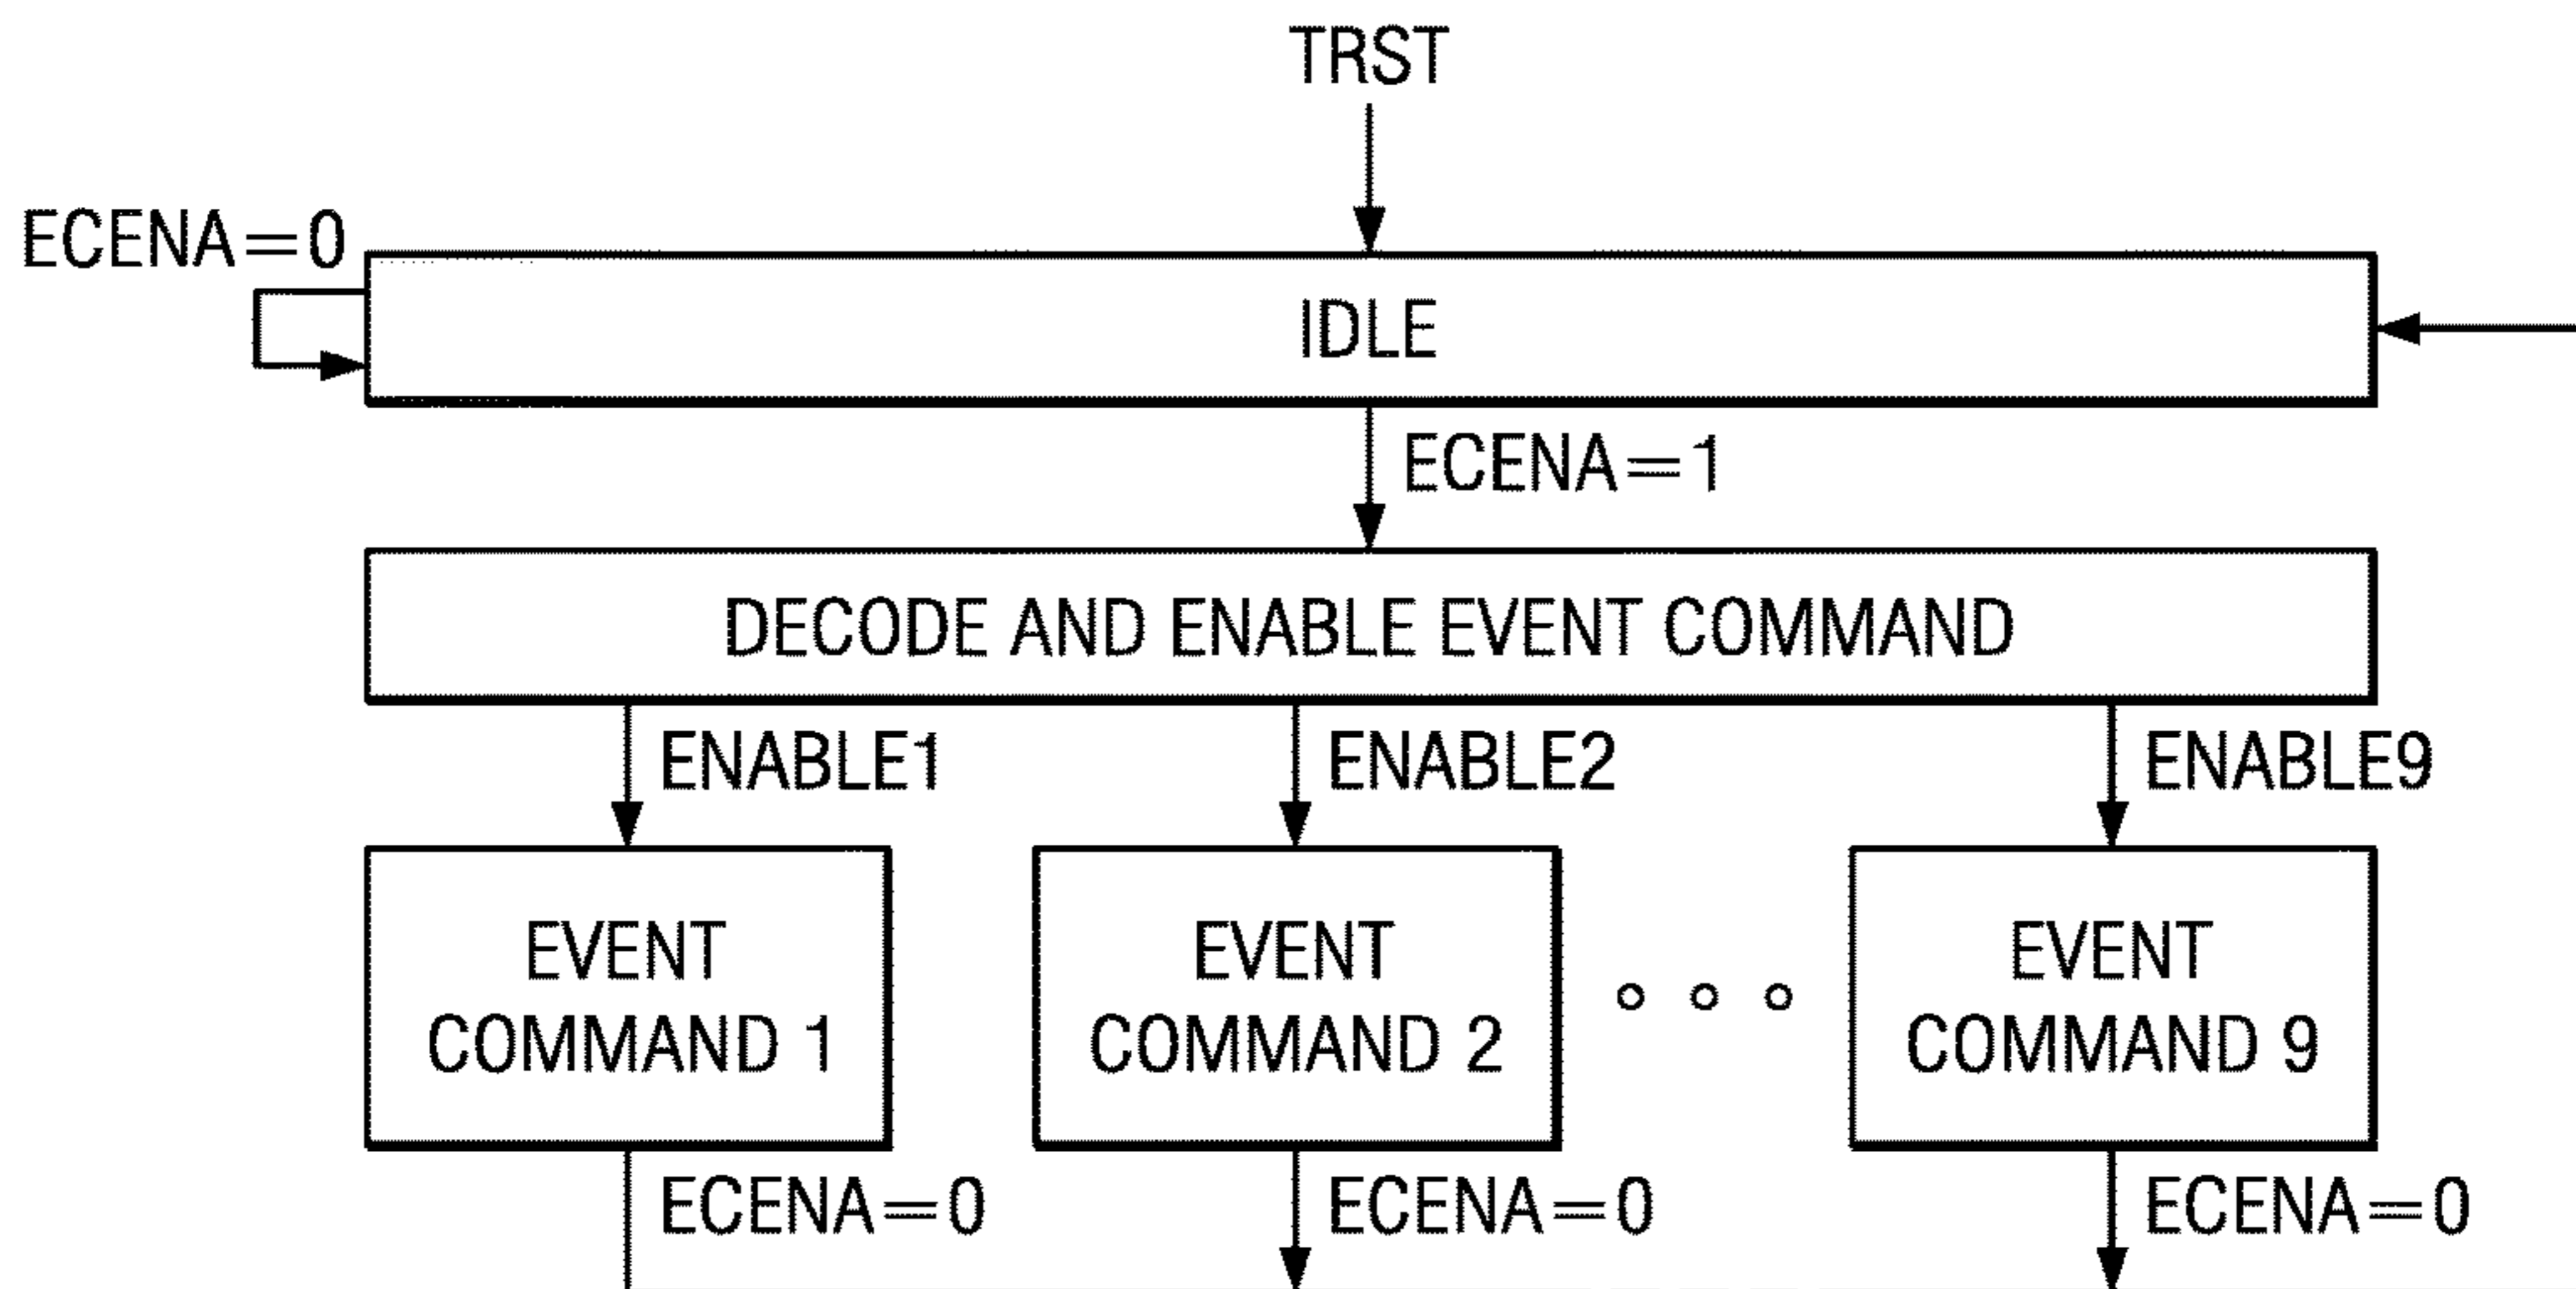 TRST
ECENA=0
IDLE
ECENA=1
DECODE AND ENABLE EVENT COMMAND
ENABLE1
ENABLE2
ENABLE9
EVENT
COMMAND 1
EVENT
COMMAND 2
EVENT
COMMAND 9
ECENA=0
ECENA=0
ECENA=0